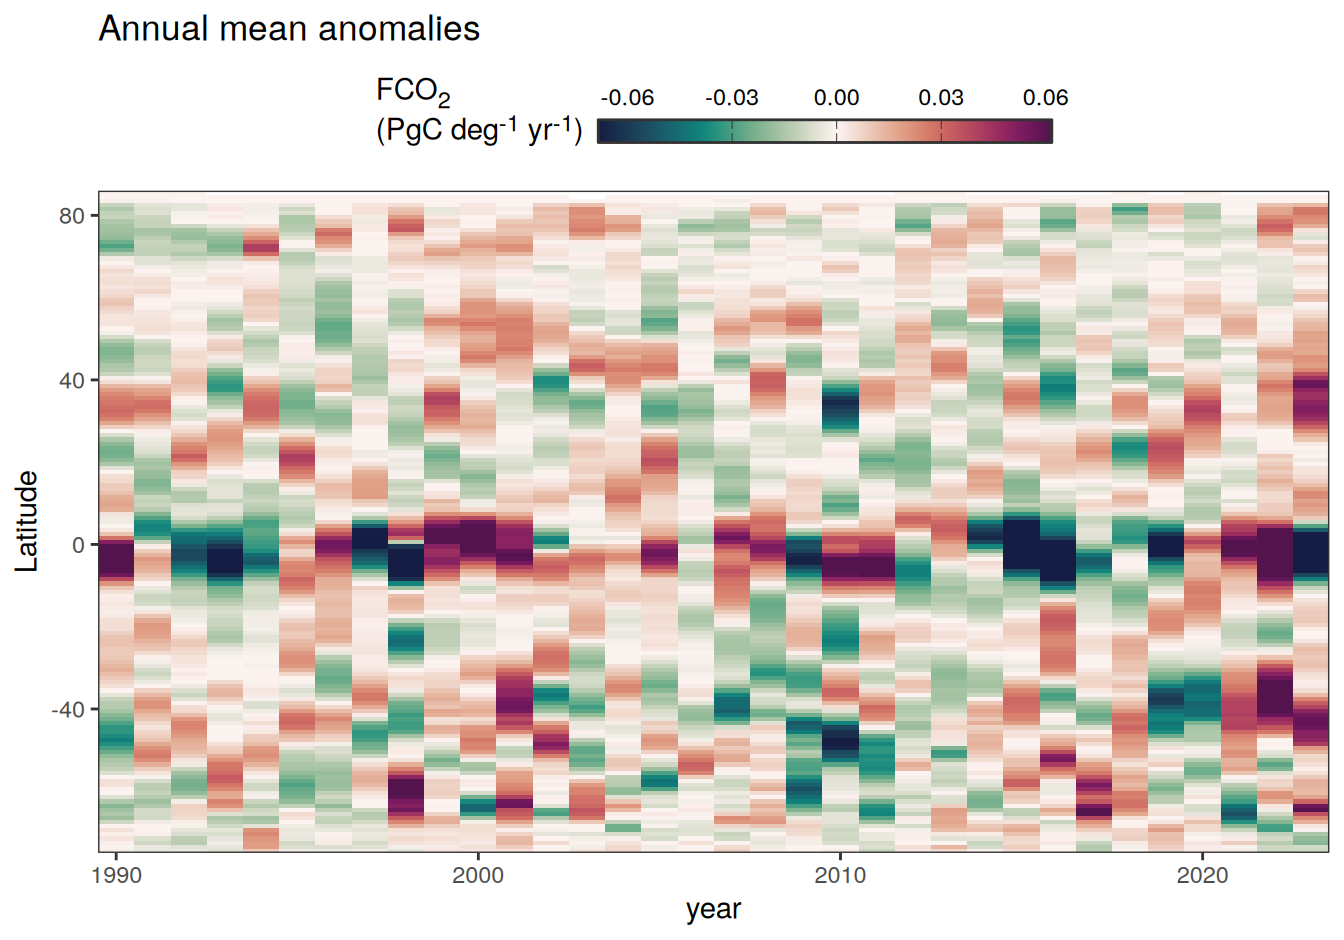 Annual mean anomalies
FCO₂
(PgC deg⁻¹ yr⁻¹)
-0.06 -0.03 0.00 0.03 0.06
80
40
0
-40
Latitude
1990 2000 2010 2020
year